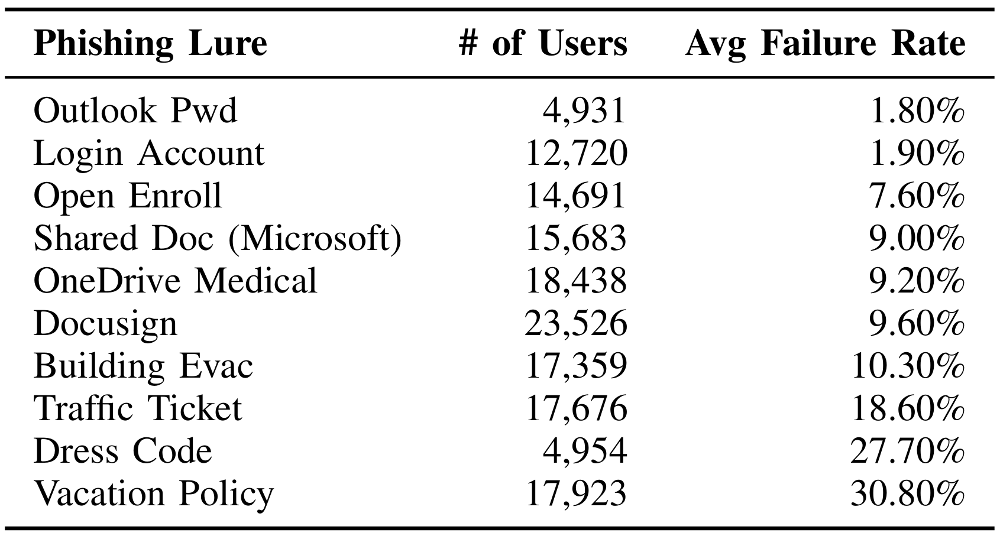 Phishing Lure # of Users Avg Failure Rate
Outlook Pwd 4,931 1.80%
Login Account 12,720 1.90%
Open Enroll 14,691 7.60%
Shared Doc (Microsoft) 15,683 9.00%
OneDrive Medical 18,438 9.20%
Docusign 23,526 9.60%
Building Evac 17,359 10.30%
Traffic Ticket 17,676 18.60%
Dress Code 4,954 27.70%
Vacation Policy 17,923 30.80%